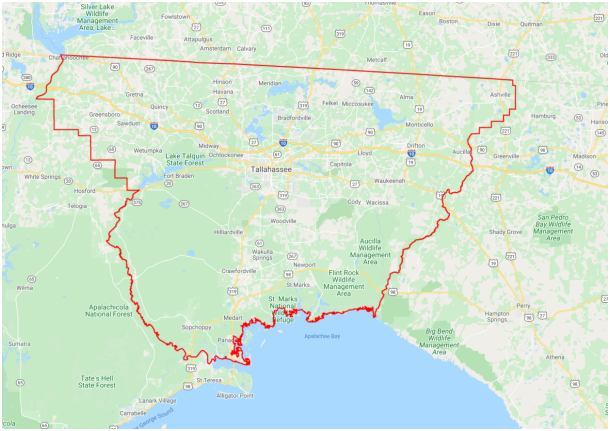 Silver Lake
Wildlife
Management
Area, Lake...
Fowlstown
Faceville
Attapulgus
Amsterdam
Calvary
Thomasville
Eason
Boston
Dixie
Quitman
Metcalf
Ridge
Chattahoochee
Ocheesee
Landing
Gretna
Quincy
Hinson
Havana
Scotland
Greensboro
Sawdust
Meridian
Bradfordville
Felkel
Miccosukee
Alma
Monticello
Ashville
Hamburg
Hanson
Wetumpka
Lake Talquin
State Forest
Midway
Ochlockonee
Fort Braden
Tallahassee
Capitola
Lloyd
Drifton
Aucilla
Greenville
Madison
White Springs
Hosford
Telogia
Waukeenah
Cody
Wacissa
Woodville
Hilliardville
Wakulla
Springs
Newport
Crawfordville
St. Marks
Aucilla
Wildlife
Management
Area
Flint Rock
Wildlife
Management
Area
San Pedro
Bay Wildlife
Management
Area
Shady Grove
Wilma
Apalachicola
National Forest
Sopchoppy
Medart
St. Marks
National
Apalachee Bay
Big Bend
Wildlife
Management
Area
Hampton
Springs...
Athena
Sumatra
Tate's Hell
State Forest
St. Teresa
Lanark Village
Alligator Point
Carrabelle